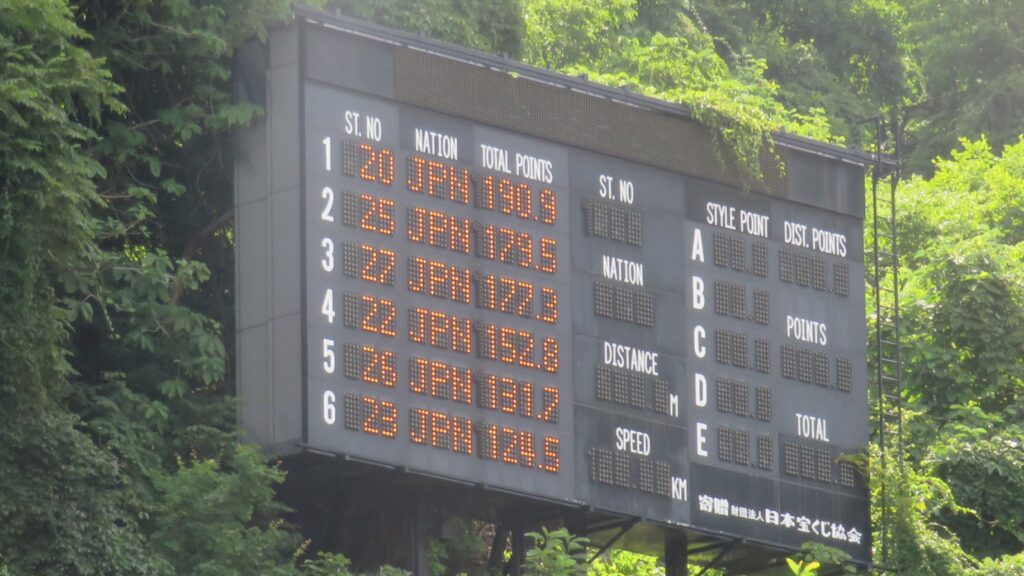 ST. NO NATION TOTAL POINTS
1 20 JPN 190.9
2 25 JPN 179.5
3 27 JPN 177.3
4 22 JPN 152.8
5 26 JPN 131.7
6 23 JPN 124.5
ST. NO
NATION
DISTANCE
M
SPEED
KM
STYLE POINT DIST. POINTS
A
B
POINTS
C
D
TOTAL
E
寄贈 財団法人 日本宝くじ協会